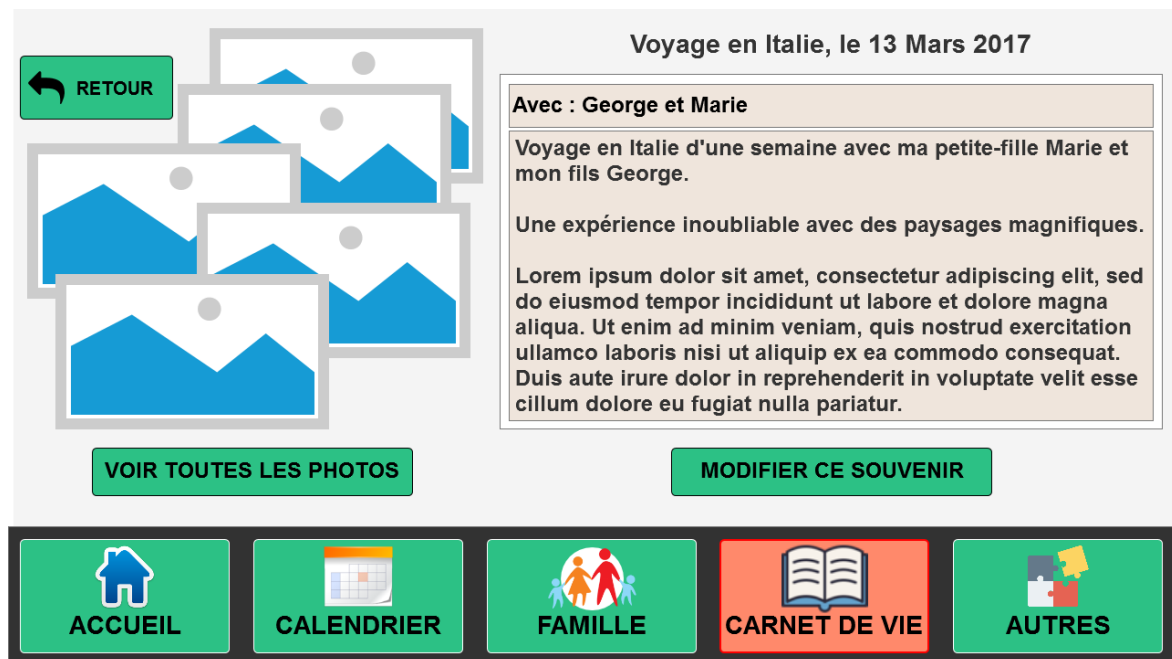 RETOUR
Voyage en Italie, le 13 Mars 2017
Avec : George et Marie
Voyage en Italie d'une semaine avec ma petite-fille Marie et
mon fils George.
Une expérience inoubliable avec des paysages magnifiques.
Lorem ipsum dolor sit amet, consectetur adipiscing elit, sed
do eiusmod tempor incididunt ut labore et dolore magna
aliqua. Ut enim ad minim veniam, quis nostrud exercitation
ullamco laboris nisi ut aliquip ex ea commodo consequat.
Duis aute irure dolor in reprehenderit in voluptate velit esse
cillum dolore eu fugiat nulla pariatur.
VOIR TOUTES LES PHOTOS
MODIFIER CE SOUVENIR
ACCUEIL
CALENDRIER
FAMILLE
CARNET DE VIE
AUTRES